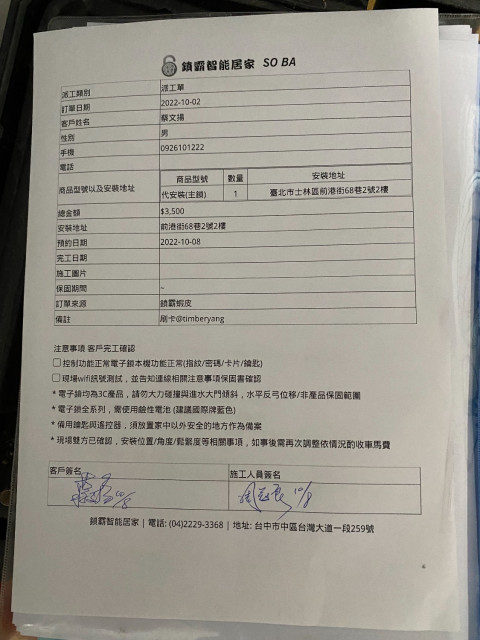 鎖霸智能居家 SO BA
派工類別 派工單
訂單日期 2022-10-02
客戶姓名 蔡文揚
性別 男
手機 0926101222
電話
商品型號以及安裝地址 商品型號 數量 安裝地址
代安裝(主鎖) 1 臺北市士林區前港街68巷2號2樓
總金額 $3,500
安裝地址 前港街68巷2號2樓
預約日期 2022-10-08
完工日期
施工圖片
保固期間 ~
訂單來源 鎖霸蝦皮
備註 刷卡@timberyang
注意事項 客戶完工確認
控制功能正常電子鎖本機功能正常(指紋/密碼/卡片/鑰匙)
現場wifi訊號測試，並告知連線相關注意事項保固書確認
* 電子鎖均為3C產品，請勿大力碰撞與進水大門傾斜，水平反弓位移/非產品保固範圍
* 電子鎖全系列，需使用鹼性電池 (建議國際牌藍色)
* 備用鑰匙與遙控器，須放置家中以外安全的地方作為備案
* 現場雙方已確認，安裝位置/角度/鬆緊度等相關事項，如事後需再次調整依情況酌收車馬費
客戶簽名 施工人員簽名
10/8 10/8
鎖霸智能居家 | 電話: (04)2229-3368 | 地址: 台中市中區台灣大道一段259號